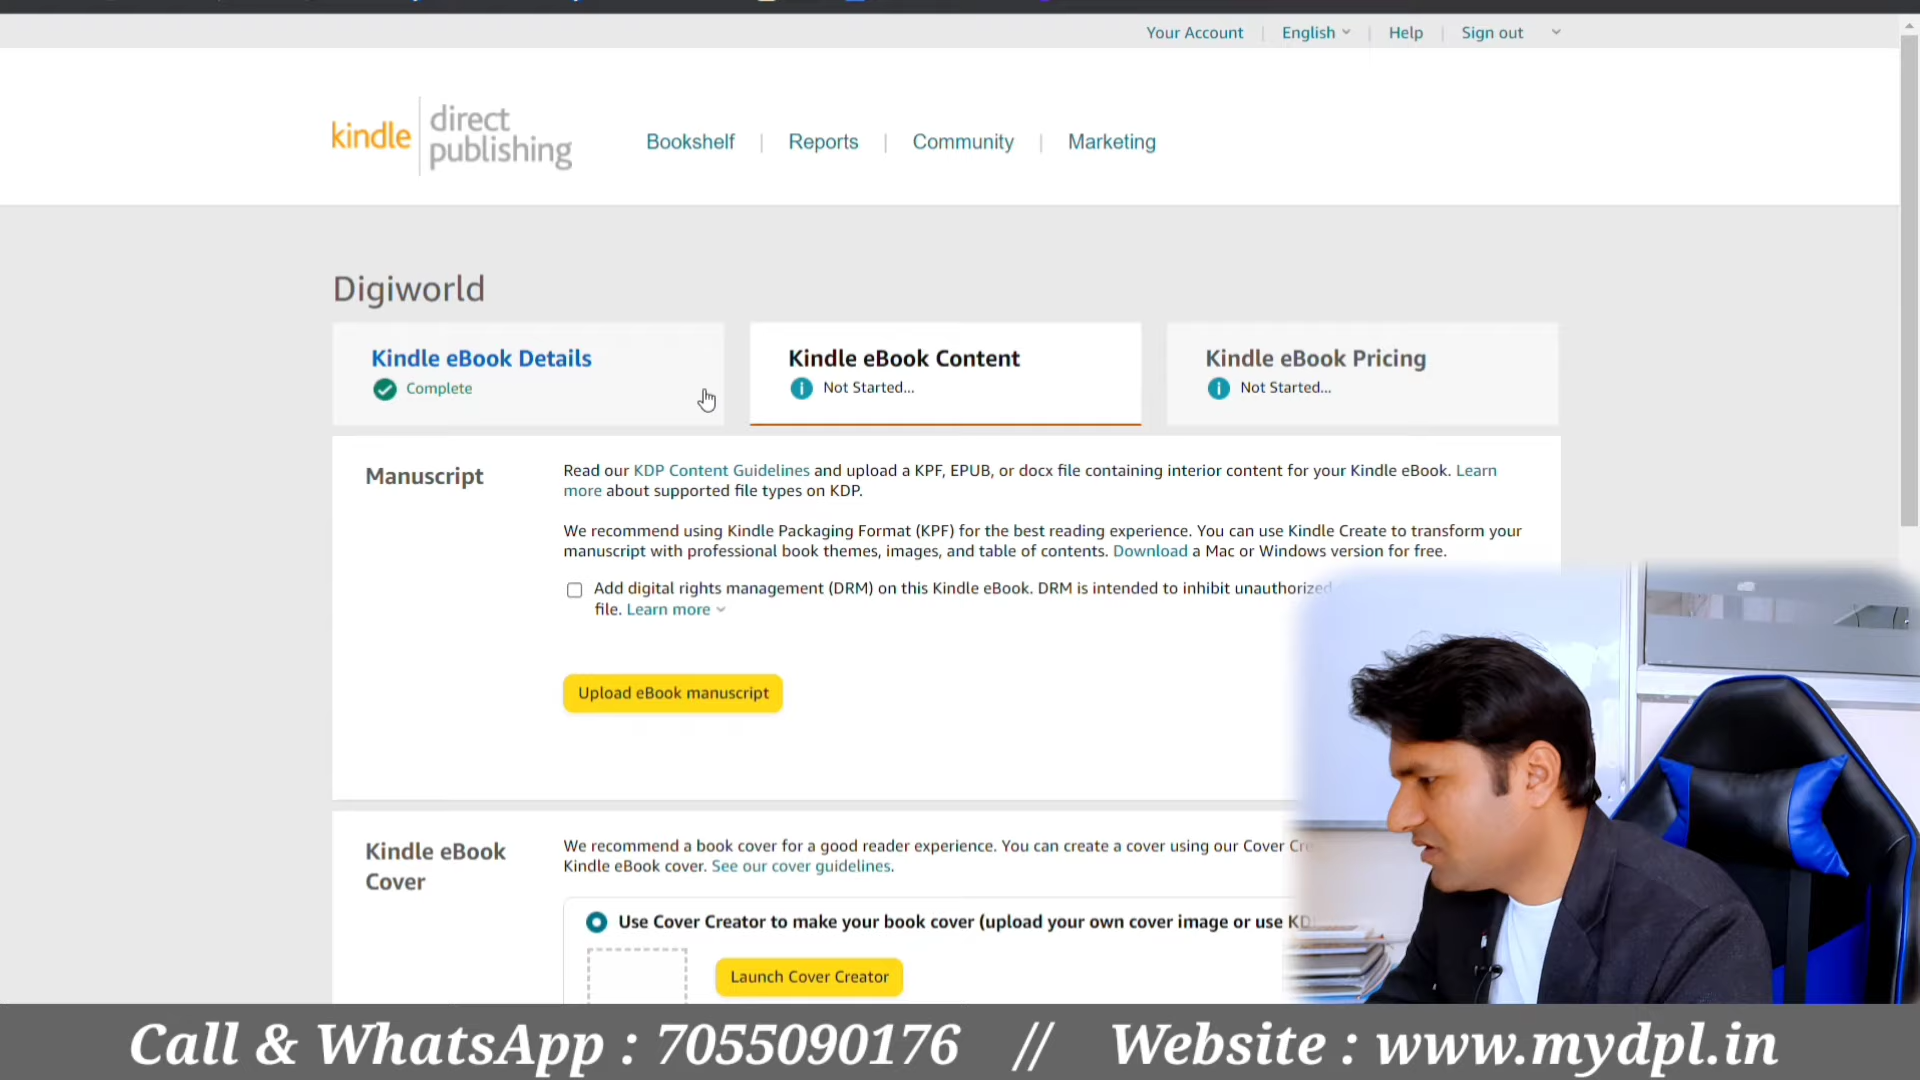 Your Account | English | Help | Sign out
kindle direct publishing
Bookshelf | Reports | Community | Marketing
Digiworld
Kindle eBook Details
Complete
Kindle eBook Content
Not Started...
Kindle eBook Pricing
Not Started...
Manuscript
Read our KDP Content Guidelines and upload a KPF, EPUB, or docx file containing interior content for your Kindle eBook. Learn
more about supported file types on KDP.
We recommend using Kindle Packaging Format (KPF) for the best reading experience. You can use Kindle Create to transform your
manuscript with professional book themes, images, and table of contents. Download a Mac or Windows version for free.
Add digital rights management (DRM) on this Kindle eBook. DRM is intended to inhibit unauthorized
file. Learn more
Upload eBook manuscript
Kindle eBook
Cover
We recommend a book cover for a good reader experience. You can create a cover using our Cover
Kindle eBook cover. See our cover guidelines.
Use Cover Creator to make your book cover (upload your own cover image or use
Launch Cover Creator
Call & WhatsApp : 7055090176 // Website : www.mydpl.in